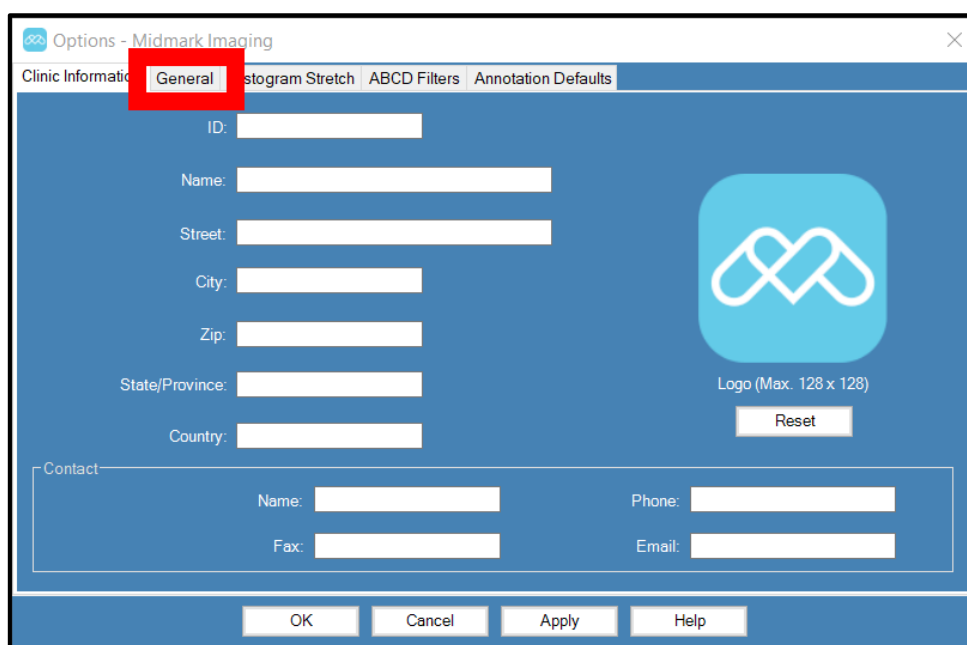 Options - Midmark Imaging
Clinic Informatio General stogram Stretch ABCD Filters Annotation Defaults
ID:
Name:
Street:
City:
Zip:
State/Province:
Country:
Logo (Max. 128 x 128)
Reset
Contact
Name: Phone:
Fax: Email:
OK Cancel Apply Help